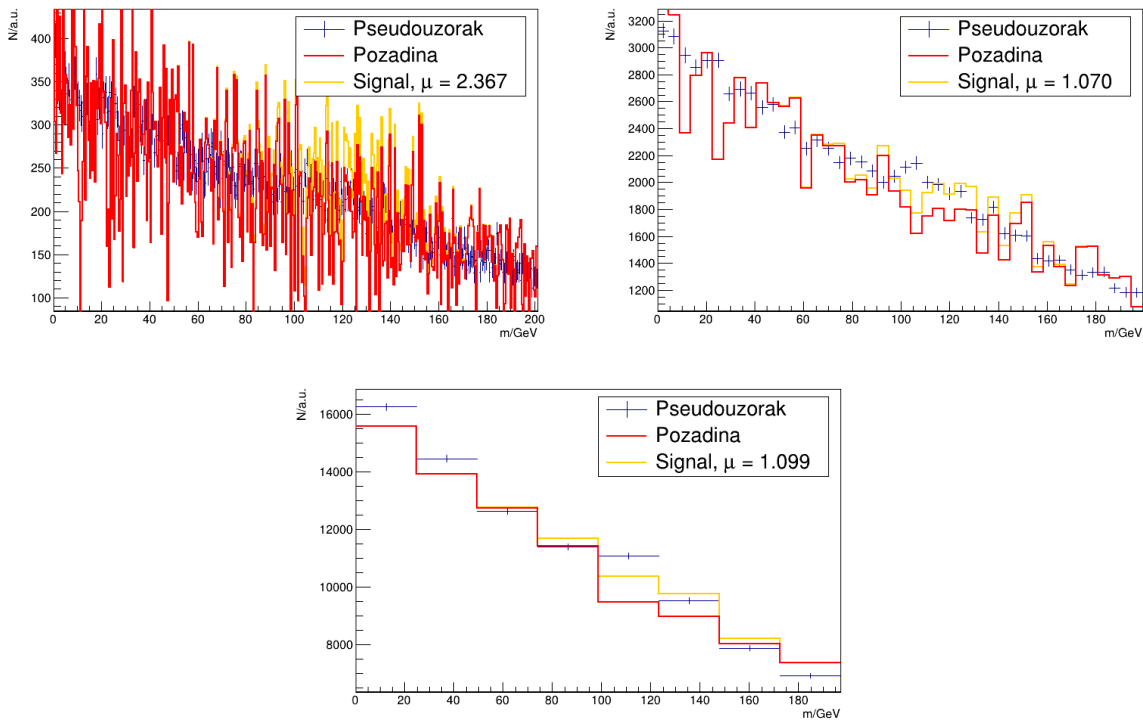 N/a.u.
400
350
300
250
200
150
100
0 20 40 60 80 100 120 140 160 180 200
m/GeV
Pseudouzorak
Pozadina
Signal, μ = 2.367
N/a.u.
3200
3000
2800
2600
2400
2200
2000
1800
1600
1400
1200
0 20 40 60 80 100 120 140 160 180
m/GeV
Pseudouzorak
Pozadina
Signal, μ = 1.070
N/a.u.
16000
14000
12000
10000
8000
0 20 40 60 80 100 120 140 160 180
m/GeV
Pseudouzorak
Pozadina
Signal, μ = 1.099